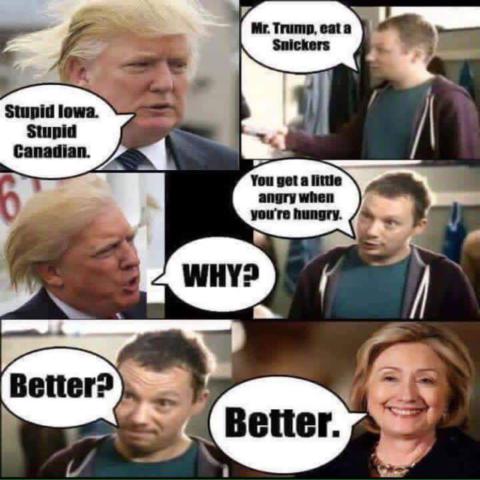 Stupid Iowa.
Stupid
Canadian.
Mr. Trump, eat a
Snickers
6
WHY?
You get a little
angry when
you're hungry.
Better?
Better.